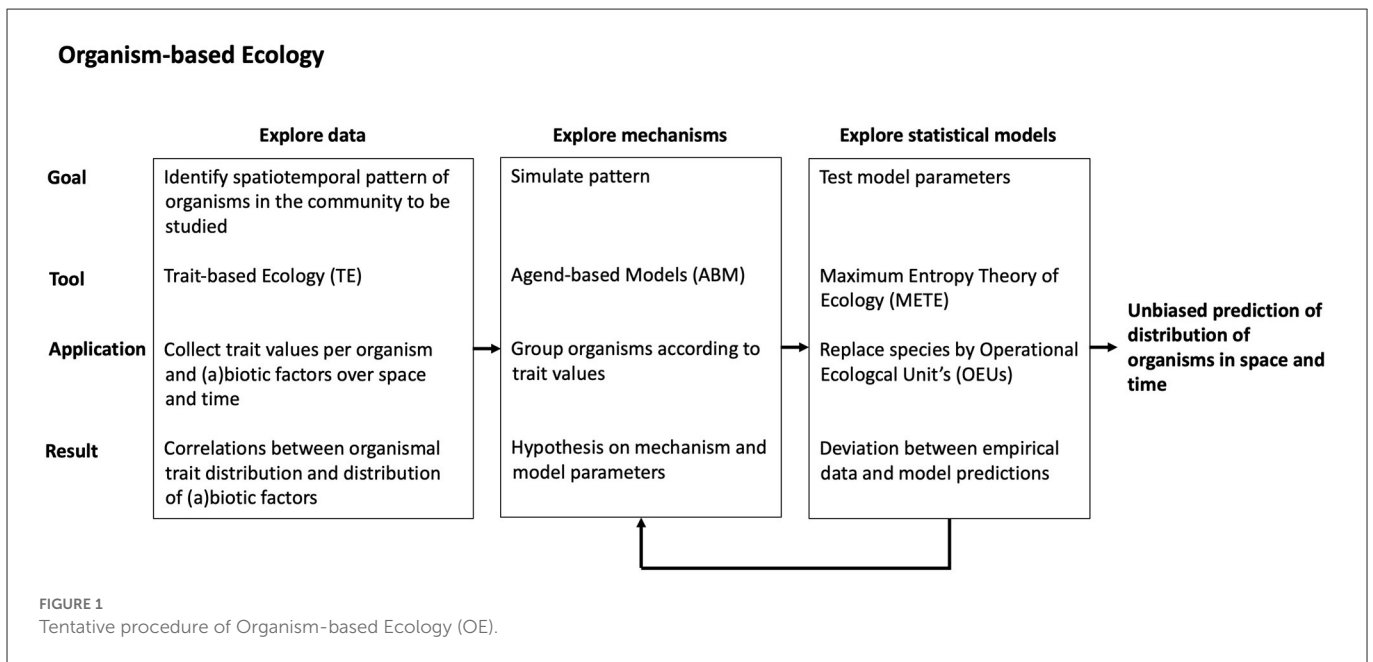 Organism-based Ecology
Explore data
Explore mechanisms
Explore statistical models
Goal
Identify spatiotemporal pattern of
organisms in the community to be
studied
Simulate pattern
Test model parameters
Tool
Trait-based Ecology (TE)
Agend-based Models (ABM)
Maximum Entropy Theory of
Ecology (METE)
Application
Collect trait values per organism
and (a)biotic factors over space
and time
Group organisms according to
trait values
Replace species by Operational
Ecologcal Unit's (OEUs)
Result
Correlations between organismal
trait distribution and distribution
of (a)biotic factors
Hypothesis on mechanism and
model parameters
Deviation between empirical
data and model predictions
Unbiased prediction of
distribution of
organisms in space and
time
FIGURE 1
Tentative procedure of Organism-based Ecology (OE).